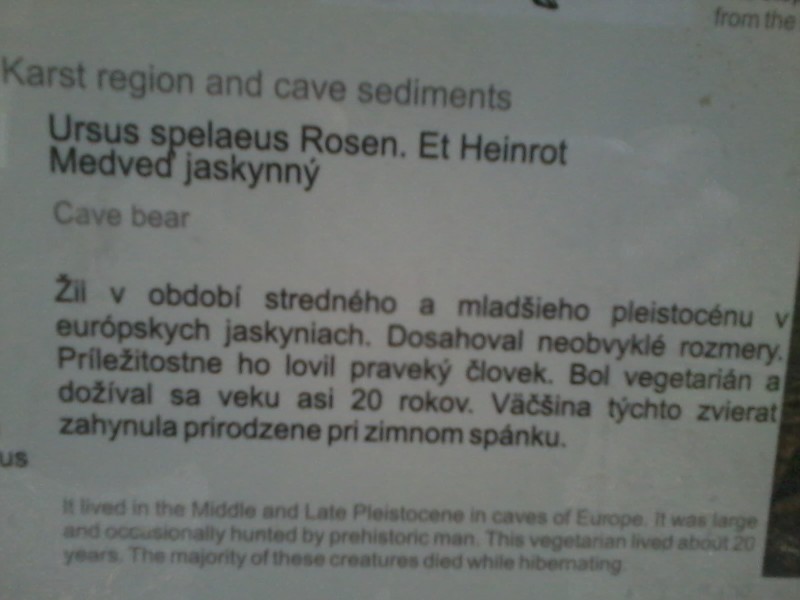 from the
Karst region and cave sediments
Ursus spelaeus Rosen. Et Heinrot
Medveď jaskynný
Cave bear
Žil v období stredného a mladšieho pleistocénu v
európskych jaskyniach. Dosahoval neobvyklé rozmery.
Príležitostne ho lovil praveký človek. Bol vegetarián a
dožíval sa veku asi 20 rokov. Väčšina týchto zvierat
zahynula prirodzene pri zimnom spánku.
us
It lived in the Middle and Late Pleistocene in caves of Europe. It was large
and occusionally hunted by prehistoric man. This vegetarian lived about 20
years. The majority of these creatures died while hibernating.